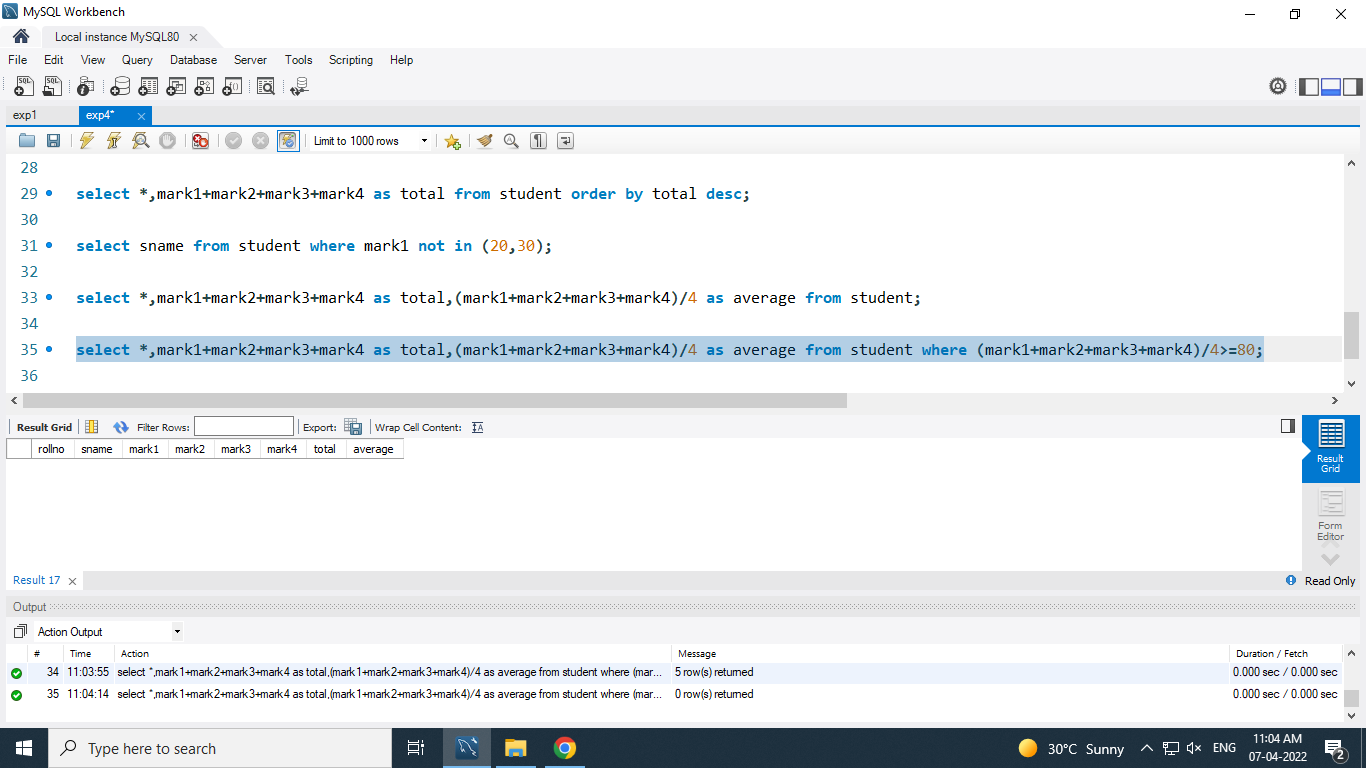 MySQL Workbench
Local instance MySQL80
File Edit View Query Database Server Tools Scripting Help
exp1 exp4*
Limit to 1000 rows
28
29 select *,mark1+mark2+mark3+mark4 as total from student order by total desc;
30
31 select sname from student where mark1 not in (20,30);
32
33 select *,mark1+mark2+mark3+mark4 as total,(mark1+mark2+mark3+mark4)/4 as average from student;
34
35 select *,mark1+mark2+mark3+mark4 as total,(mark1+mark2+mark3+mark4)/4 as average from student where (mark1+mark2+mark3+mark4)/4>=80;
36
Result Grid Filter Rows: Export: Wrap Cell Content:
rollno sname mark1 mark2 mark3 mark4 total average
Result
Grid
Form
Editor
Result 17 Read Only
Output
Action Output
# Time Action Message Duration / Fetch
34 11:03:55 select *,mark1+mark2+mark3+mark4 as total,(mark1+mark2+mark3+mark4)/4 as average from student where (mar... 5 row(s) returned 0.000 sec / 0.000 sec
35 11:04:14 select *,mark1+mark2+mark3+mark4 as total,(mark1+mark2+mark3+mark4)/4 as average from student where (mar... 0 row(s) returned 0.000 sec / 0.000 sec
Type here to search 30°C Sunny ENG 11:04 AM
07-04-2022 2